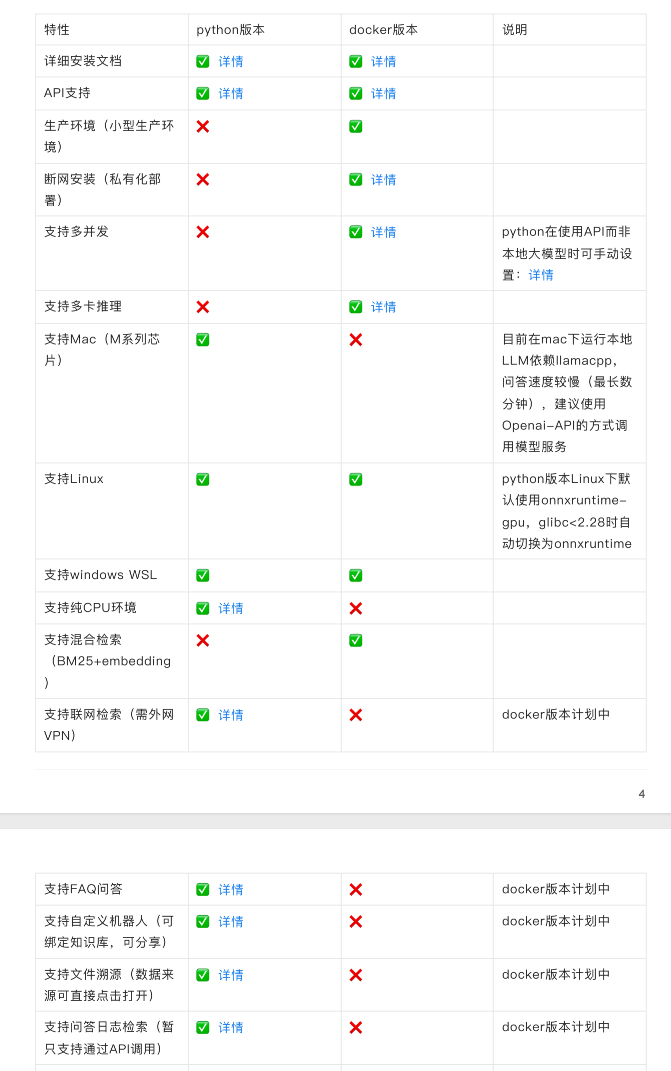 特性 python版本 docker版本 说明
详细安装文档 ✅ 详情 ✅ 详情
API支持 ✅ 详情 ✅ 详情
生产环境（小型生产环 ❌ ✅
境）
断网安装（私有化部 ❌ ✅ 详情
署）
支持多并发 ❌ ✅ 详情 python在使用API而非
本地大模型时可手动设
置：详情
支持多卡推理 ❌ ✅ 详情
支持Mac（M系列芯 ✅ ❌ 目前在mac下运行本地
片） LLM依赖llamacpp，
问答速度较慢（最长数
分钟），建议使用
Openai-API的方式调
用模型服务
支持Linux ✅ ✅ python版本Linux下默
认使用onnxruntime-
gpu，glibc<2.28时自
动切换为onnxruntime
支持windows WSL ✅ ✅
支持纯CPU环境 ✅ 详情 ❌
支持混合检索 ❌ ✅
（BM25+embedding
）
支持联网检索（需外网 ✅ 详情 ❌ docker版本计划中
VPN）
4
支持FAQ问答 ✅ 详情 ❌ docker版本计划中
支持自定义机器人（可 ✅ 详情 ❌ docker版本计划中
绑定知识库，可分享）
支持文件溯源（数据来 ✅ 详情 ❌ docker版本计划中
源可直接点击打开）
支持问答日志检索（暂 ✅ 详情 ❌ docker版本计划中
只支持通过API调用）